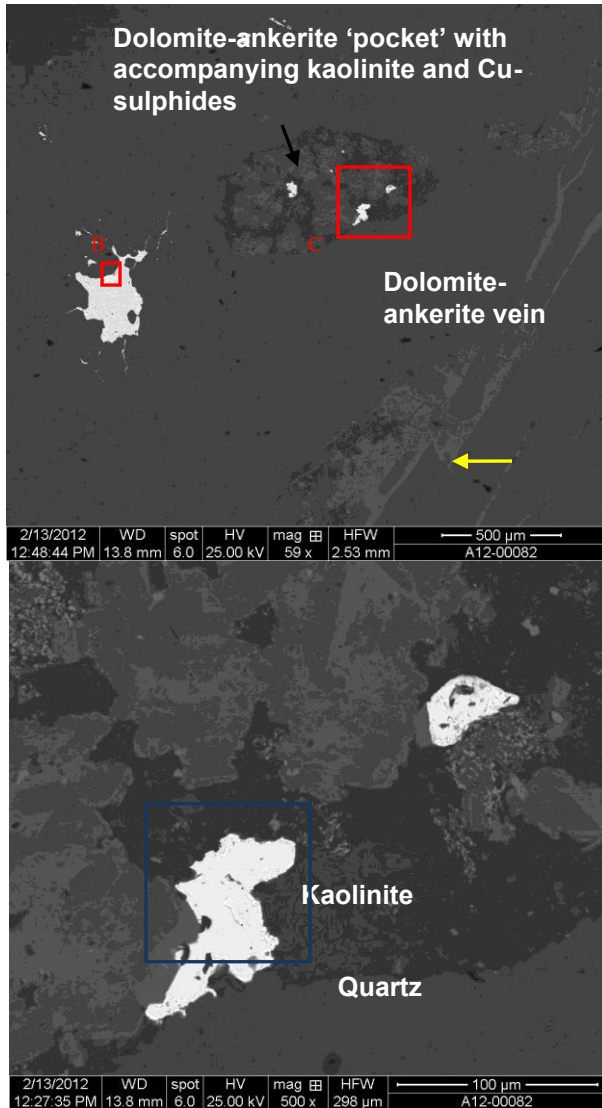 Dolomite-ankerite ‘pocket’ with
accompanying kaolinite and Cu-
sulphides
B
C
Dolomite-
ankerite vein
2/13/2012 WD spot HV mag ⊞ HFW 500 µm
12:48:44 PM 13.8 mm 6.0 25.00 kV 59 x 2.53 mm A12-00082
Kaolinite
Quartz
2/13/2012 WD spot HV mag ⊞ HFW 100 µm
12:27:35 PM 13.8 mm 6.0 25.00 kV 500 x 298 µm A12-00082